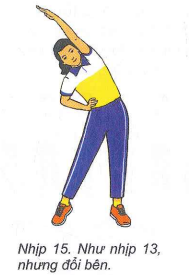 Nhịp 15. Như nhịp 13,
nhưng đổi bên.